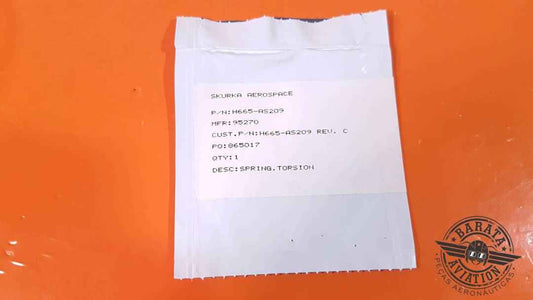 SKURKA AEROSPACE
P/N:H665-AS209
MFR:95270
CUST.P/N:H665-AS209 REV. C
PO:865017
QTY:1
DESC:SPRING.TORSION
BARATA
AVIATION
PEÇAS AERONÁUTICAS